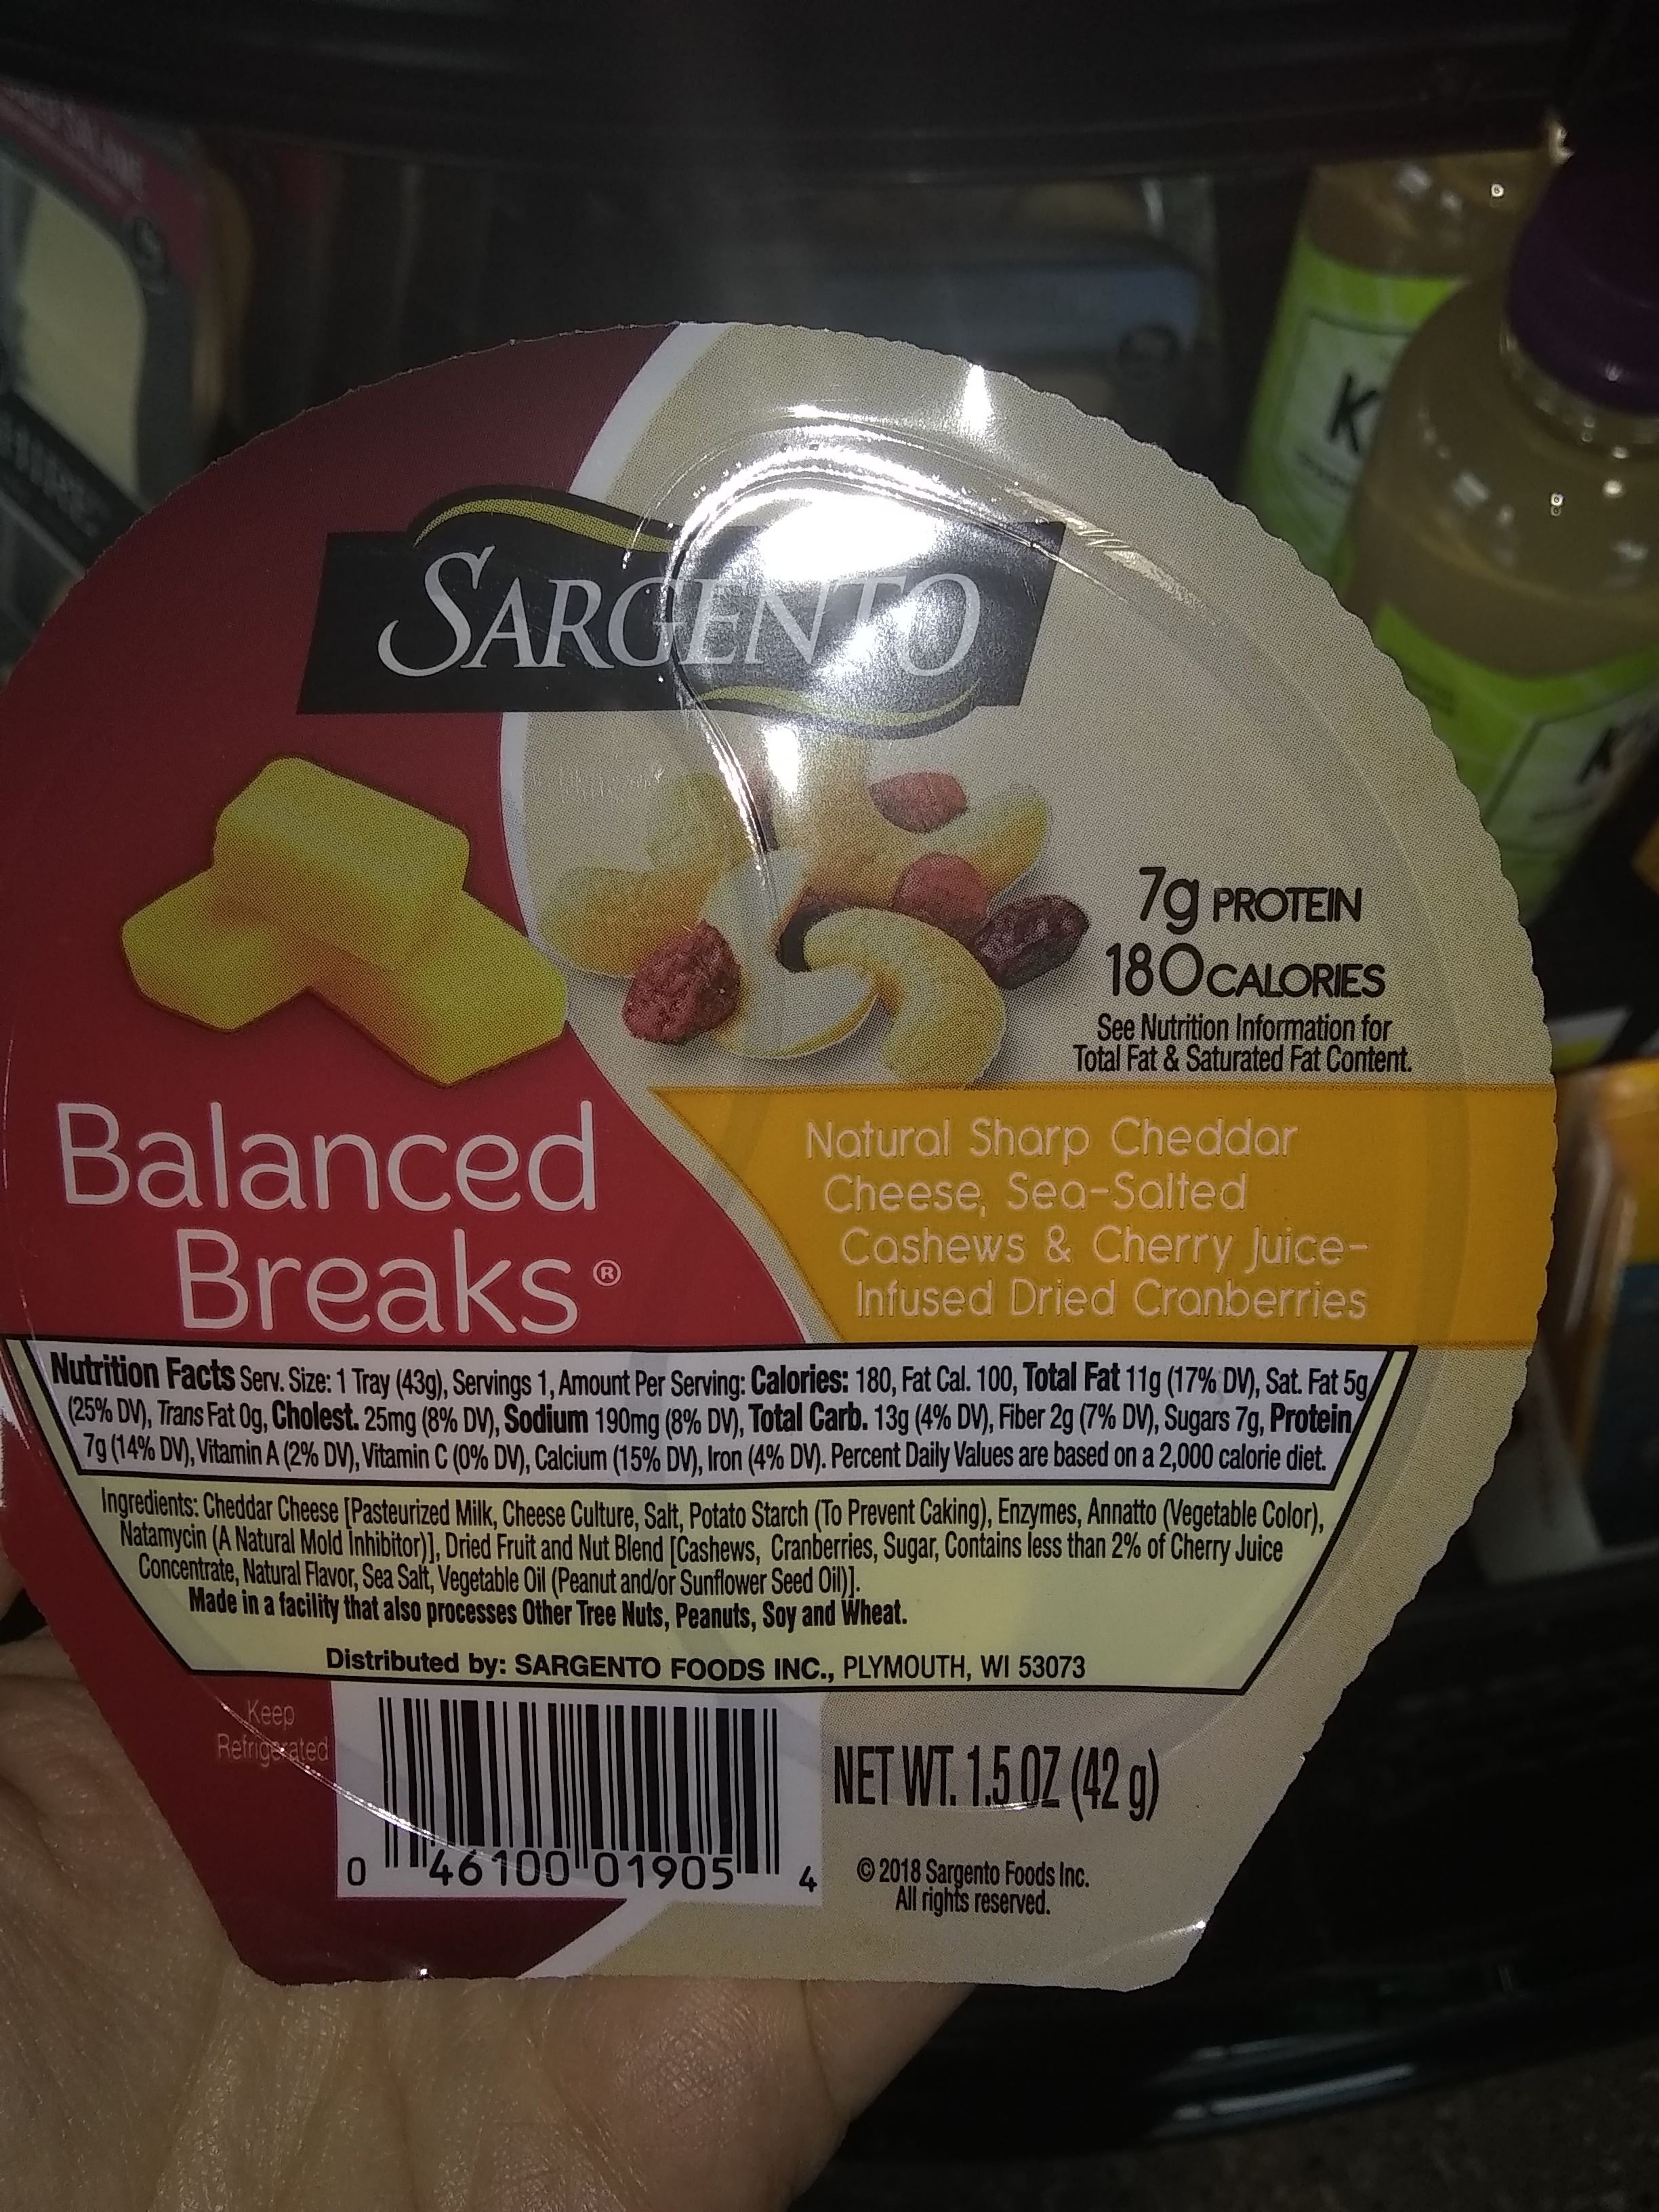 SARGENTO
7g PROTEIN
180 CALORIES
See Nutrition Information for
Total Fat & Saturated Fat Content.
Balanced
Breaks®
Natural Sharp Cheddar
Cheese, Sea-Salted
Cashews & Cherry Juice-
Infused Dried Cranberries
Nutrition Facts Serv. Size: 1 Tray (43g), Servings 1, Amount Per Serving: Calories: 180, Fat Cal. 100, Total Fat 11g (17% DV), Sat. Fat 5g
(25% DV), Trans Fat 0g, Cholest. 25mg (8% DV), Sodium 190mg (8% DV), Total Carb. 13g (4% DV), Fiber 2g (7% DV), Sugars 7g, Protein
7g (14% DV), Vitamin A (2% DV), Vitamin C (0% DV), Calcium (15% DV), Iron (4% DV). Percent Daily Values are based on a 2,000 calorie diet.
Ingredients: Cheddar Cheese [Pasteurized Milk, Cheese Culture, Salt, Potato Starch (To Prevent Caking), Enzymes, Annatto (Vegetable Color),
Natamycin (A Natural Mold Inhibitor)], Dried Fruit and Nut Blend [Cashews, Cranberries, Sugar, Contains less than 2% of Cherry Juice
Concentrate, Natural Flavor, Sea Salt, Vegetable Oil (Peanut and/or Sunflower Seed Oil)].
Made in a facility that also processes Other Tree Nuts, Peanuts, Soy and Wheat.
Distributed by: SARGENTO FOODS INC., PLYMOUTH, WI 53073
Keep
Refrigerated
0 46100 01905 4
NET WT. 1.5 OZ (42 g)
© 2018 Sargento Foods Inc.
All rights reserved.
K
K